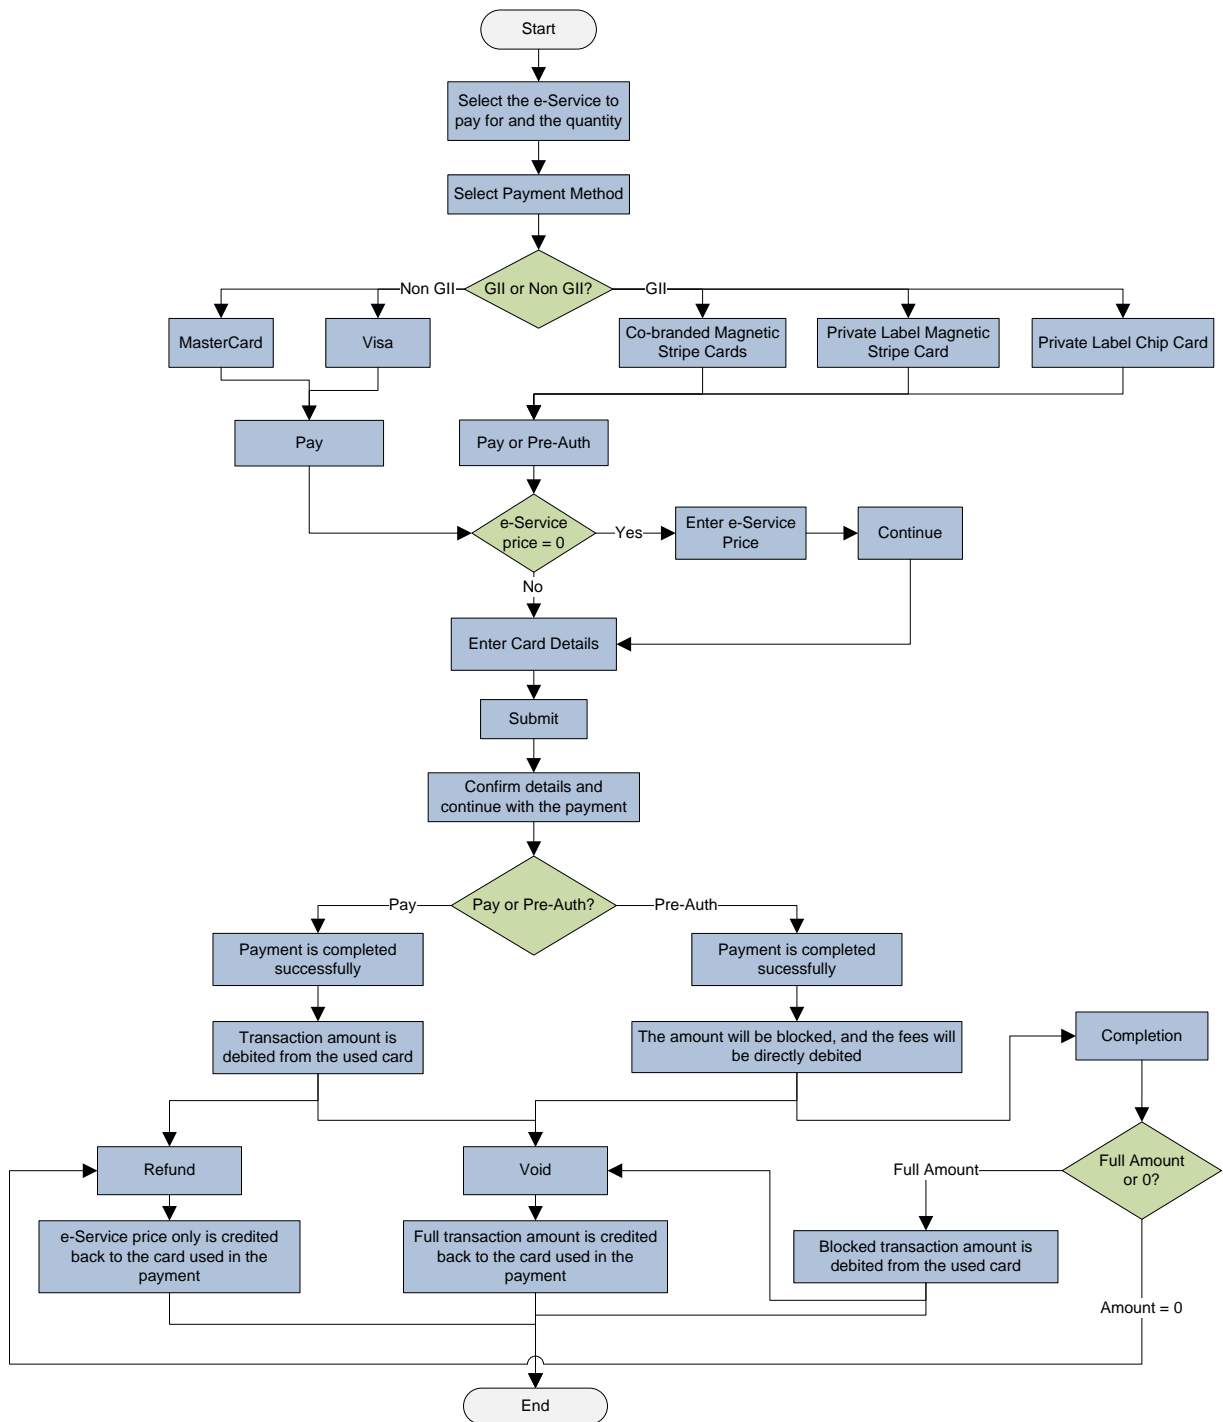 Start
Select the e-Service to
pay for and the quantity
Select Payment Method
GII or Non GII?
Non GII
GII
MasterCard
Visa
Co-branded Magnetic
Stripe Cards
Private Label Magnetic
Stripe Card
Private Label Chip Card
Pay
Pay or Pre-Auth
e-Service
price = 0
Yes
Enter e-Service
Price
Continue
No
Enter Card Details
Submit
Confirm details and
continue with the payment
Pay or Pre-Auth?
Pay
Pre-Auth
Payment is completed
successfully
Payment is completed
sucessfully
Transaction amount is
debited from the used card
The amount will be blocked, and the fees will
be directly debited
Completion
Refund
Void
Full Amount
Full Amount
or 0?
e-Service price only is credited
back to the card used in the
payment
Full transaction amount is credited
back to the card used in the
payment
Blocked transaction amount is
debited from the used card
Amount = 0
End